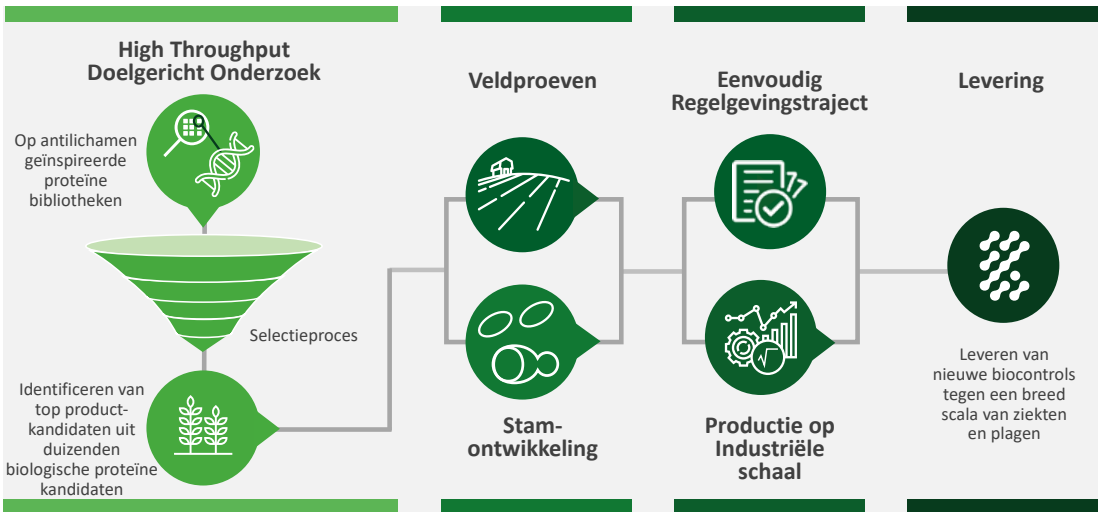 High Throughput
Doelgericht Onderzoek
Op antilichamen
geïnspireerde
proteïne
bibliotheken
Selectieproces
Identificeren van
top product-
kandidaten uit
duizenden
biologische proteïne
kandidaten
Veldproeven
Stam-
ontwikkeling
Eenvoudig
Regelgevingstraject
Productie op
Industriële
schaal
Levering
Leveren van
nieuwe biocontrols
tegen een breed
scala van ziekten
en plagen